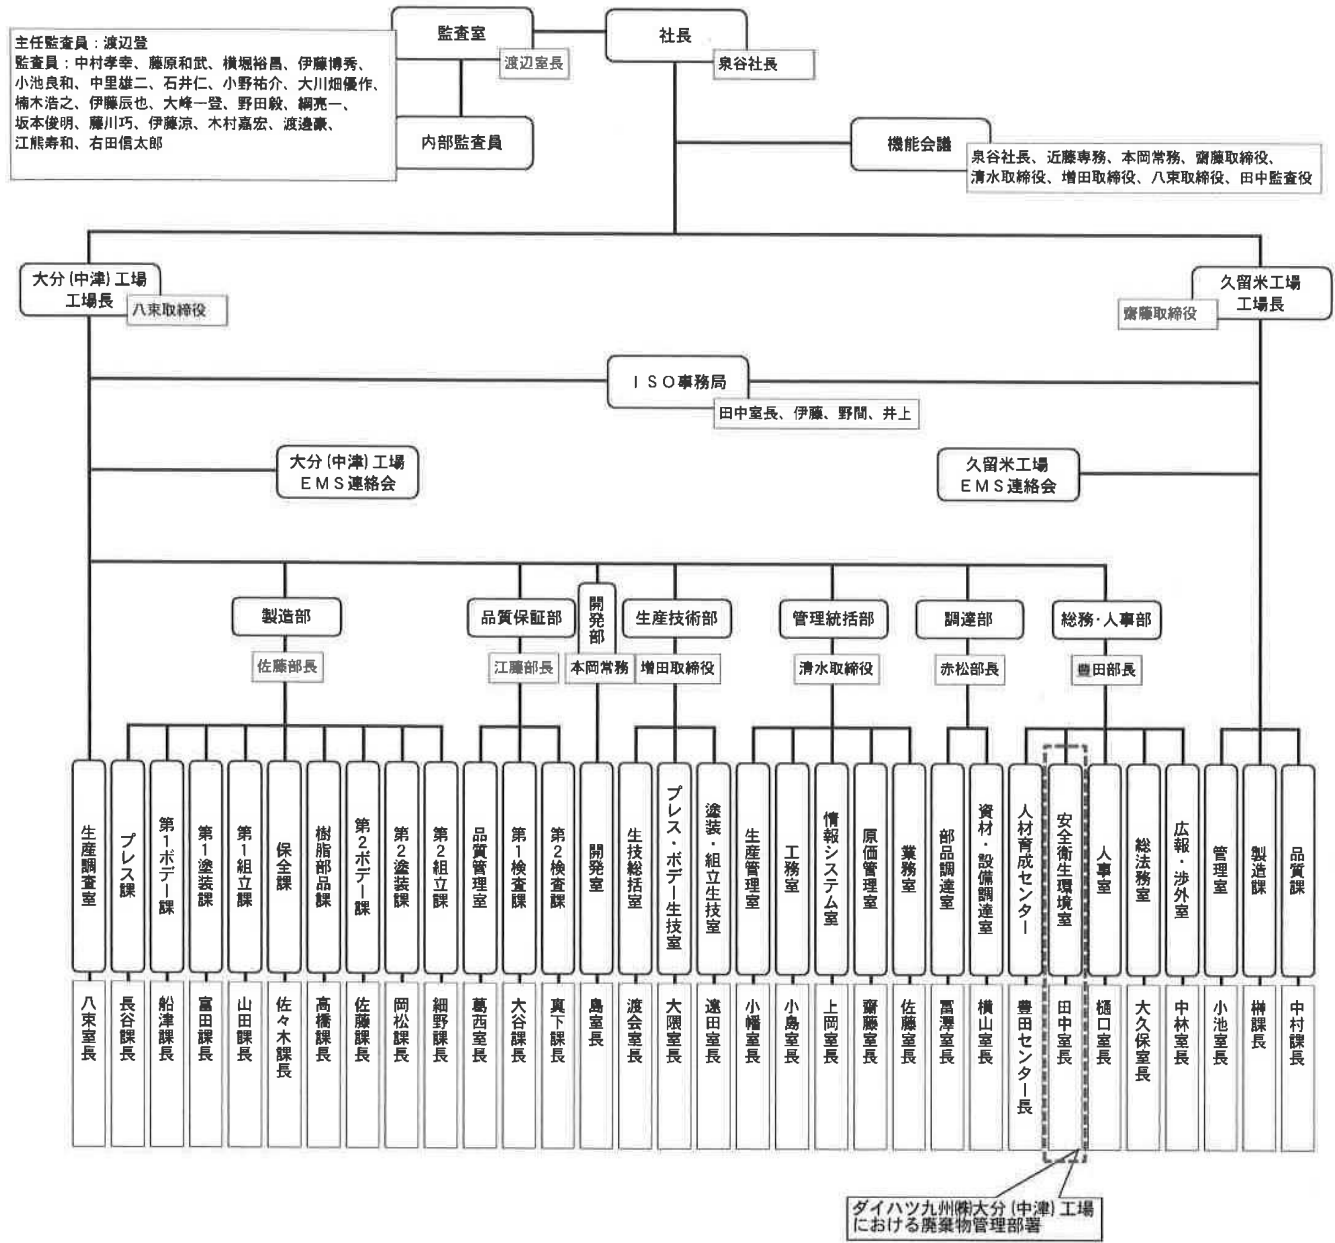 主任監査員：渡辺登
監査員：中村孝幸、藤原和武、横堀裕昌、伊藤博秀、
小池良和、中里雄二、石井仁、小野祐介、大川畑優作、
楠木浩之、伊藤辰也、大峰一登、野田毅、綱亮一、
坂本俊明、藤川巧、伊藤涼、木村嘉宏、渡邉豪、
江熊寿和、右田信太郎
監査室
渡辺室長
内部監査員
社長
泉谷社長
機能会議
泉谷社長、近藤専務、本岡常務、齋藤取締役、
清水取締役、増田取締役、八束取締役、田中監査役
大分(中津)工場
工場長
八束取締役
久留米工場
工場長
齋藤取締役
ISO事務局
田中室長、伊藤、野間、井上
大分(中津)工場
EMS連絡会
久留米工場
EMS連絡会
製造部
佐藤部長
品質保証部
江藤部長
開発部
本岡常務
生産技術部
増田取締役
管理統括部
清水取締役
調達部
赤松部長
総務・人事部
豊田部長
生産調査室
八束室長
プレス課
長谷課長
第1ボデー課
船津課長
第1塗装課
富田課長
第1組立課
山田課長
保全課
佐々木課長
樹脂部品課
高橋課長
第2ボデー課
佐藤課長
第2塗装課
岡松課長
第2組立課
細野課長
品質管理室
葛西室長
第1検査課
大谷課長
第2検査課
真下課長
開発室
島室長
生技総括室
渡会室長
プレス・ボデー生技室
大隈室長
塗装・組立生技室
遠田室長
生産管理室
小幡室長
工務室
小島室長
情報システム室
上岡室長
原価管理室
齋藤室長
業務室
佐藤室長
部品調達室
冨澤室長
資材・設備調達室
横山室長
人材育成センター
豊田センター長
安全衛生環境室
田中室長
人事室
樋口室長
総法務室
大久保室長
広報・渉外室
中林室長
管理室
小池室長
製造課
榊課長
品質課
中村課長
ダイハツ九州㈱大分(中津)工場
における廃棄物管理部署